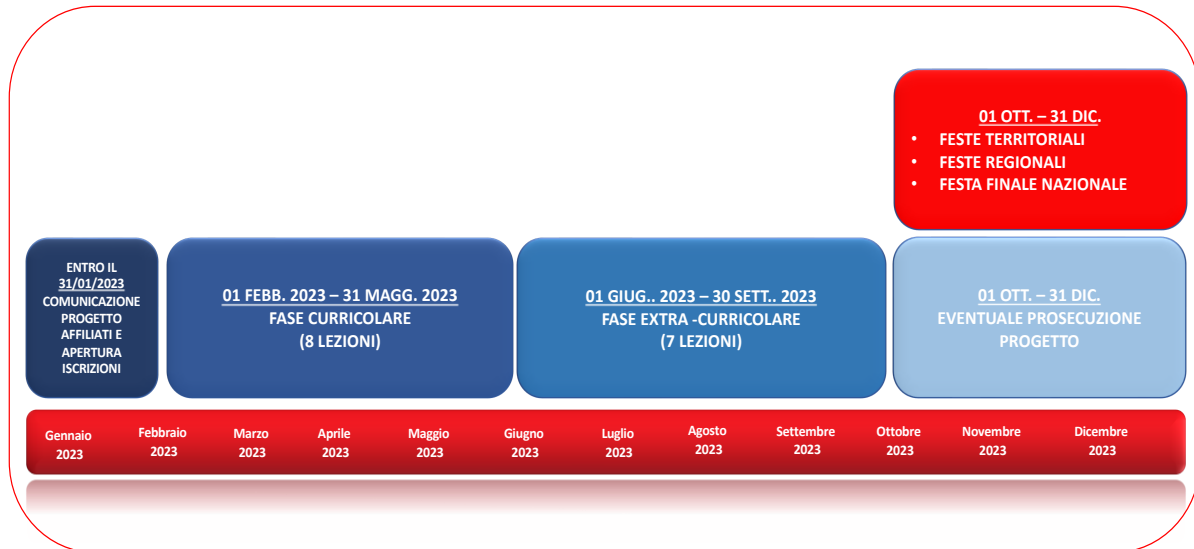 01 OTT. – 31 DIC.
• FESTE TERRITORIALI
• FESTE REGIONALI
• FESTA FINALE NAZIONALE
ENTRO IL
31/01/2023
COMUNICAZIONE
PROGETTO
AFFILIATI E
APERTURA
ISCRIZIONI
01 FEBB. 2023 – 31 MAGG. 2023
FASE CURRICOLARE
(8 LEZIONI)
01 GIUG.. 2023 – 30 SETT.. 2023
FASE EXTRA -CURRICOLARE
(7 LEZIONI)
01 OTT. – 31 DIC.
EVENTUALE PROSECUZIONE
PROGETTO
Gennaio
2023
Febbraio
2023
Marzo
2023
Aprile
2023
Maggio
2023
Giugno
2023
Luglio
2023
Agosto
2023
Settembre
2023
Ottobre
2023
Novembre
2023
Dicembre
2023